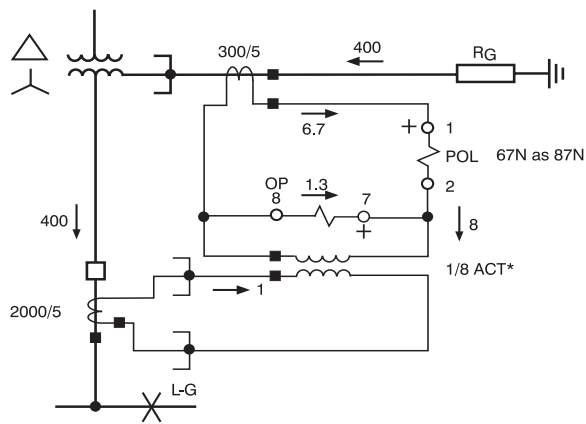 300/5
400
RG
6.7
+
1
POL
67N as 87N
2
OP
8
1.3
7
+
400
8
1/8 ACT*
2000/5
1
L-G